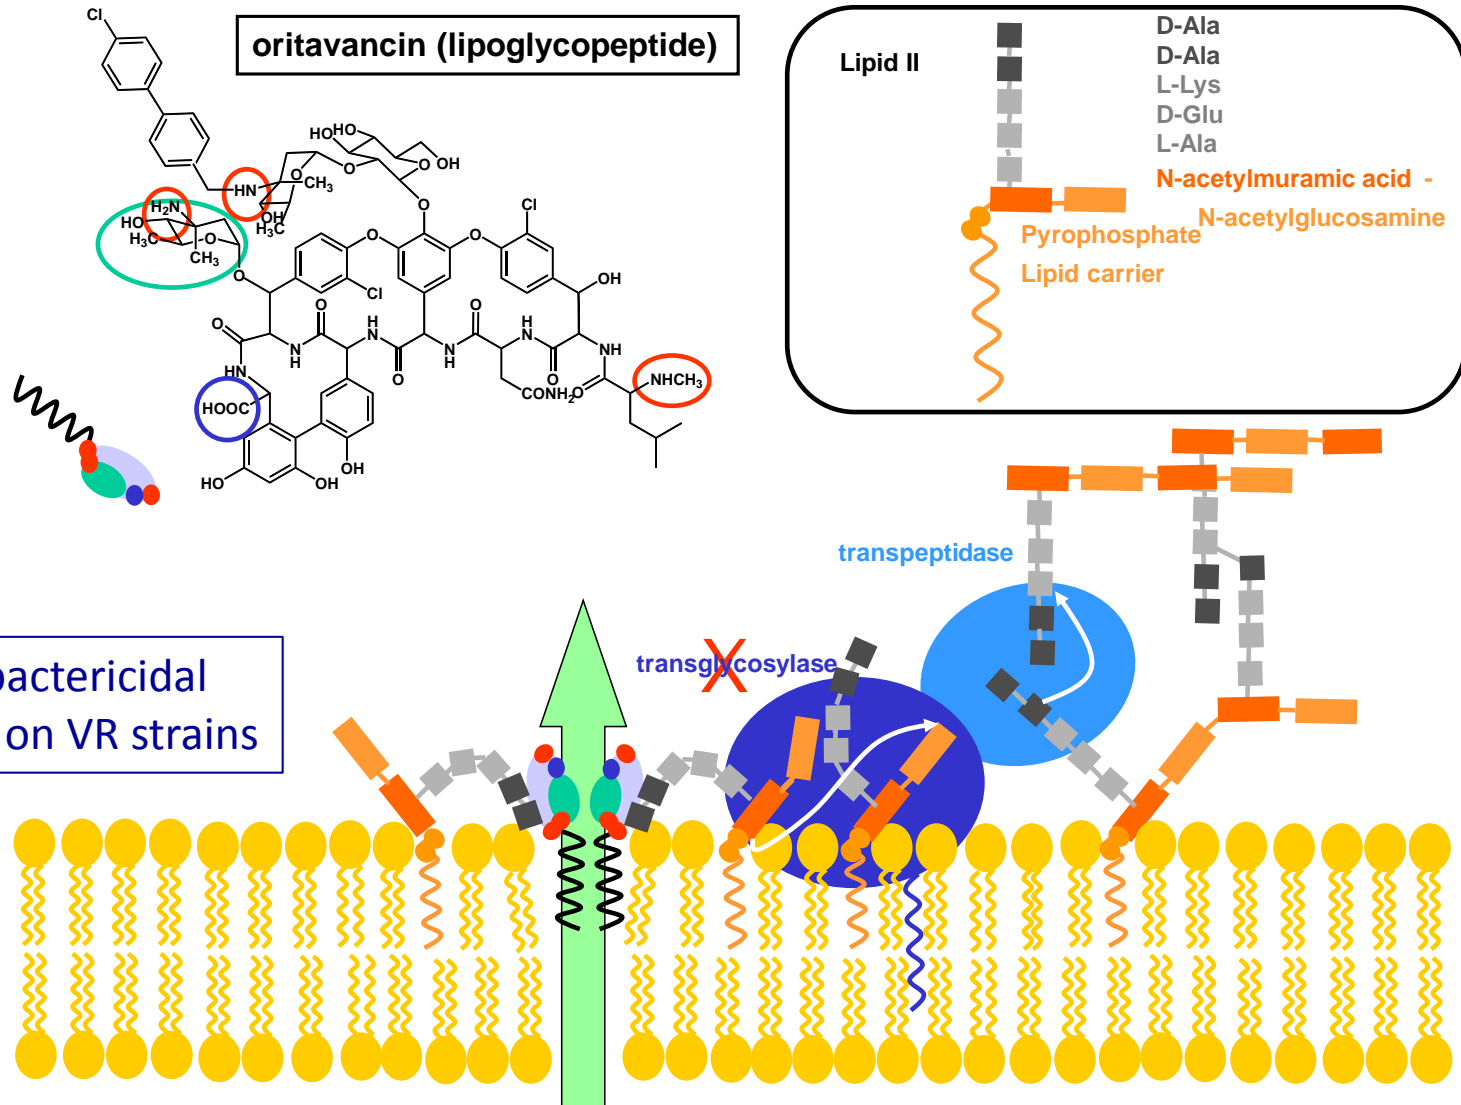 oritavancin (lipoglycopeptide)
Cl
HO
HO
OH
O
O
O
HN
CH3
H2N
HO
H3C
O
CH3
OH
H3C
O
O
O
O
Cl
Cl
OH
O
O
H
N
O
H
N
NH
HN
N
H
O
N
H
O
O
NHCH3
HOOC
CONH2
HO
OH
OH
Lipid II
D-Ala
D-Ala
L-Lys
D-Glu
L-Ala
N-acetylmuramic acid -
N-acetylglucosamine
Pyrophosphate
Lipid carrier
transpeptidase
transglycosylase
X
bactericidal
on VR strains